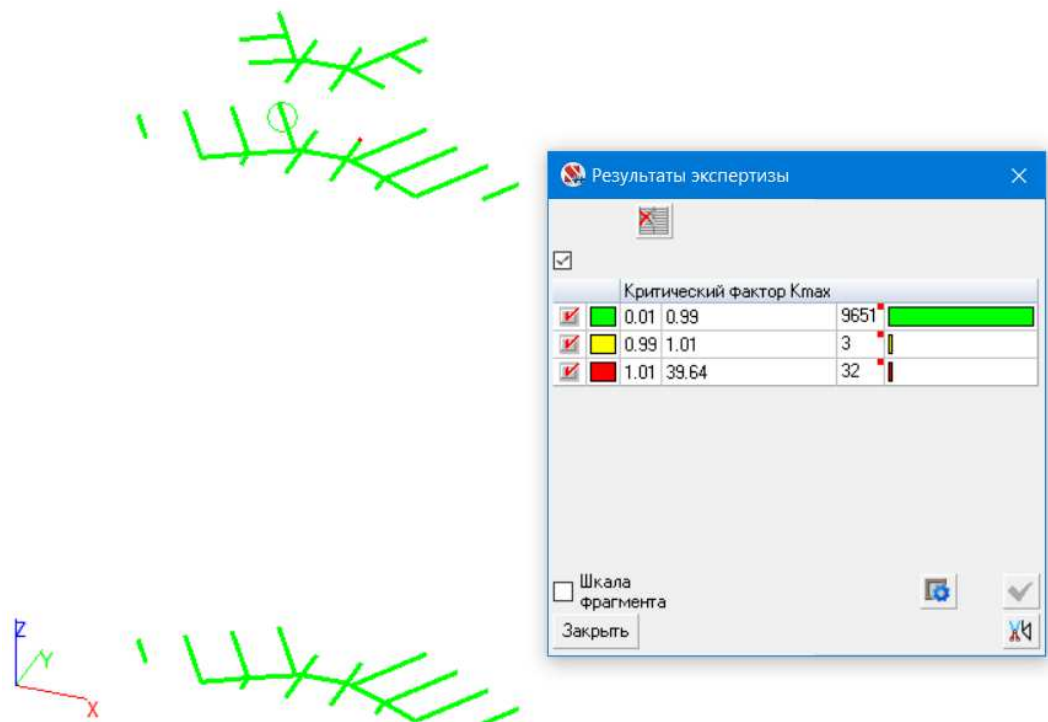 Результаты экспертизы
Критический фактор Kmax
0.01 0.99 9651
0.99 1.01 3
1.01 39.64 32
Шкала
фрагмента
Закрыть
Z
Y
X